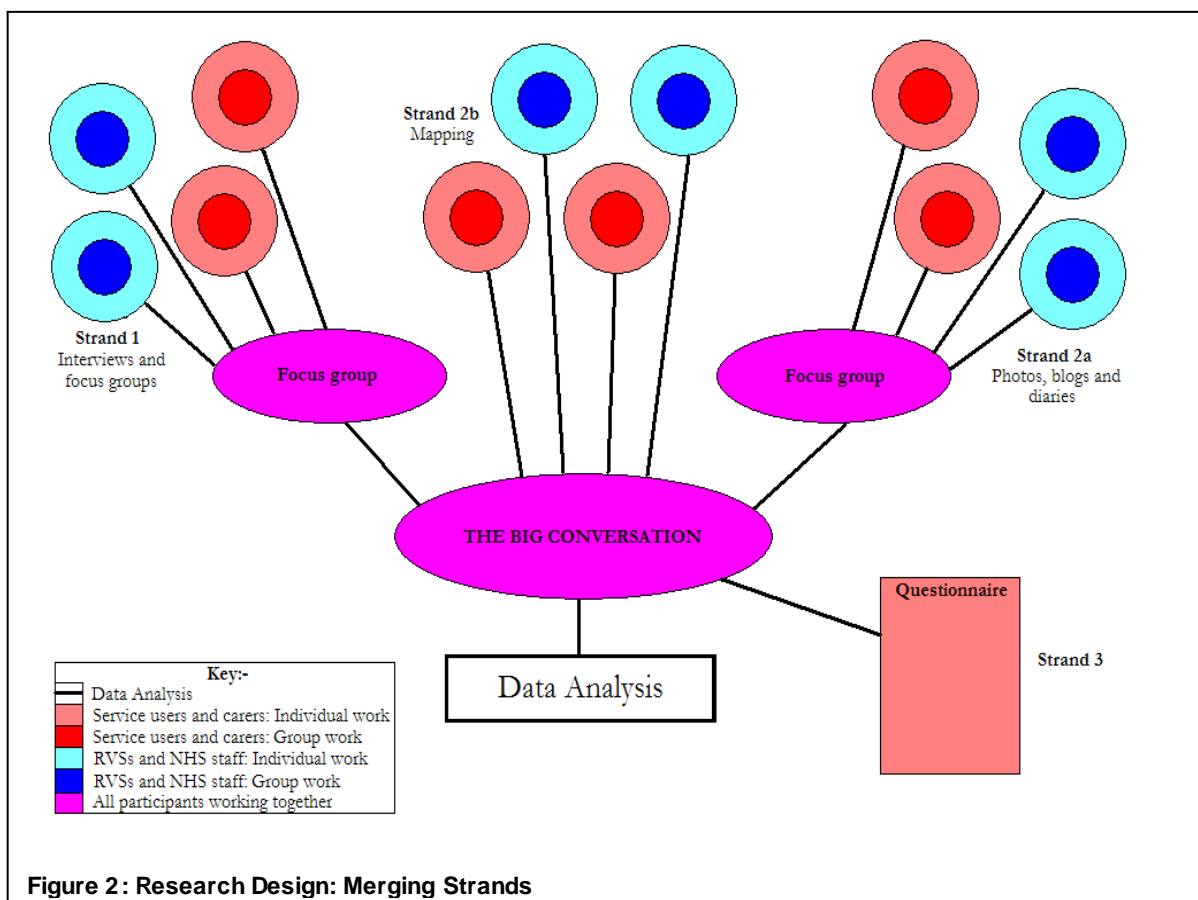 Strand 2b
Mapping
Strand 1
Interviews and
focus groups
Focus group
Focus group
Strand 2a
Photos, blogs and
diaries
THE BIG CONVERSATION
Questionnaire
Strand 3
Data Analysis
Key:-
Data Analysis
Service users and carers: Individual work
Service users and carers: Group work
RVSs and NHS staff: Individual work
RVSs and NHS staff: Group work
All participants working together
Figure 2: Research Design: Merging Strands